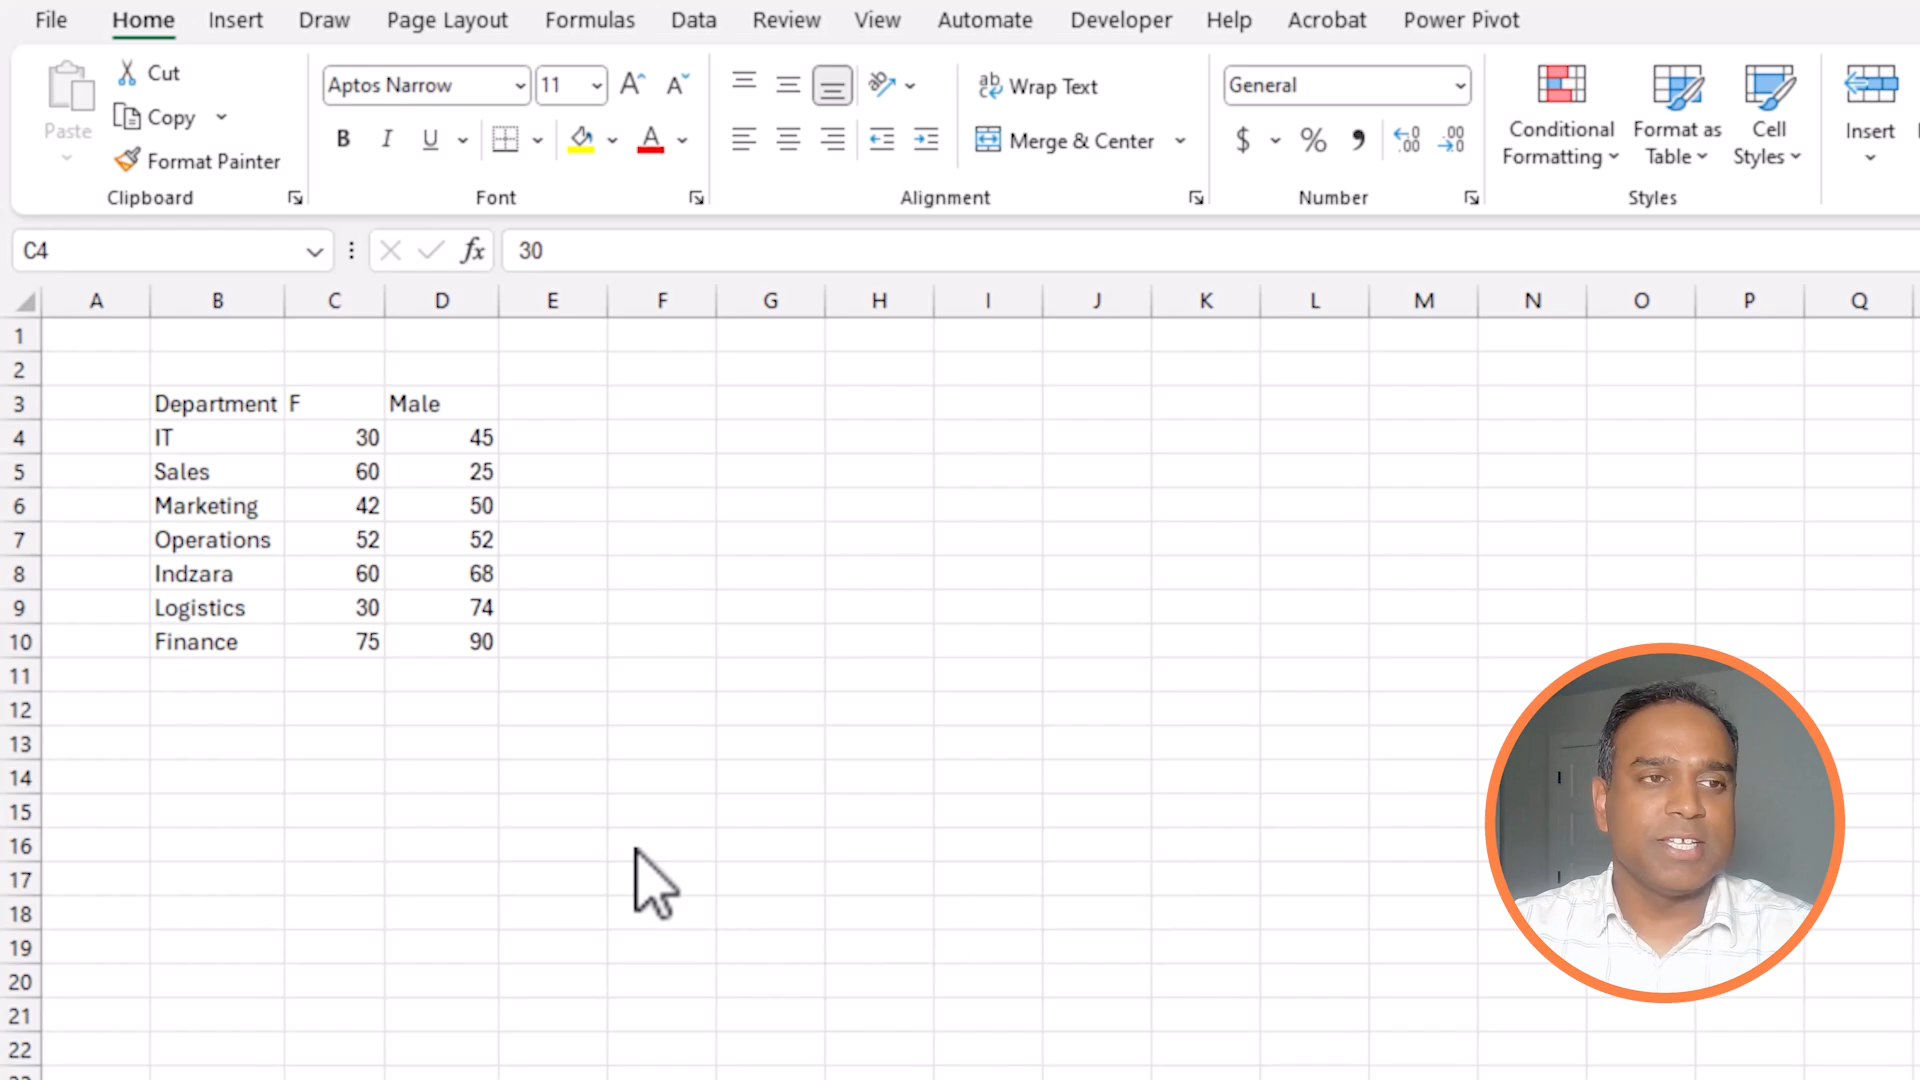 File Home Insert Draw Page Layout Formulas Data Review View Automate Developer Help Acrobat Power Pivot
Paste
Cut
Copy
Format Painter
Clipboard
Aptos Narrow 11 A A
B I U A
Font
ab Wrap Text
Merge & Center
Alignment
General
$ % , .00 .00 →0
Number
Conditional Formatting
Format as Table
Cell Styles
Styles
Insert
C4 fx 30
A B C D E F G H I J K L M N O P Q
1
2
3 Department F Male
4 IT 30 45
5 Sales 60 25
6 Marketing 42 50
7 Operations 52 52
8 Indzara 60 68
9 Logistics 30 74
10 Finance 75 90
11
12
13
14
15
16
17
18
19
20
21
22